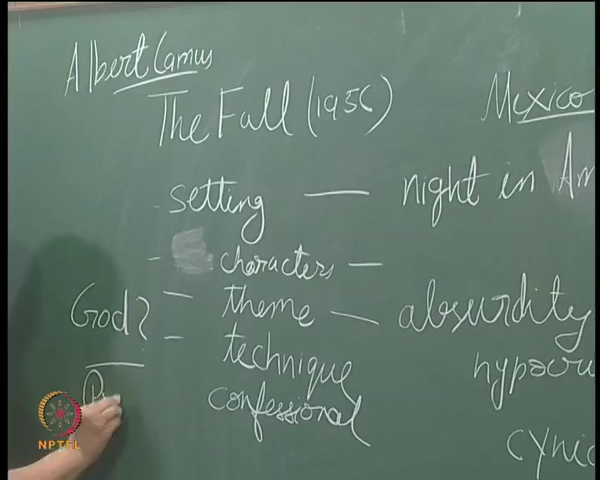 Albert Camus
The Fall (1956)
Mexico
setting — night in Am
- characters —
God? — theme — absurdity
- technique hypocri
confessional
cynic
NPTEL